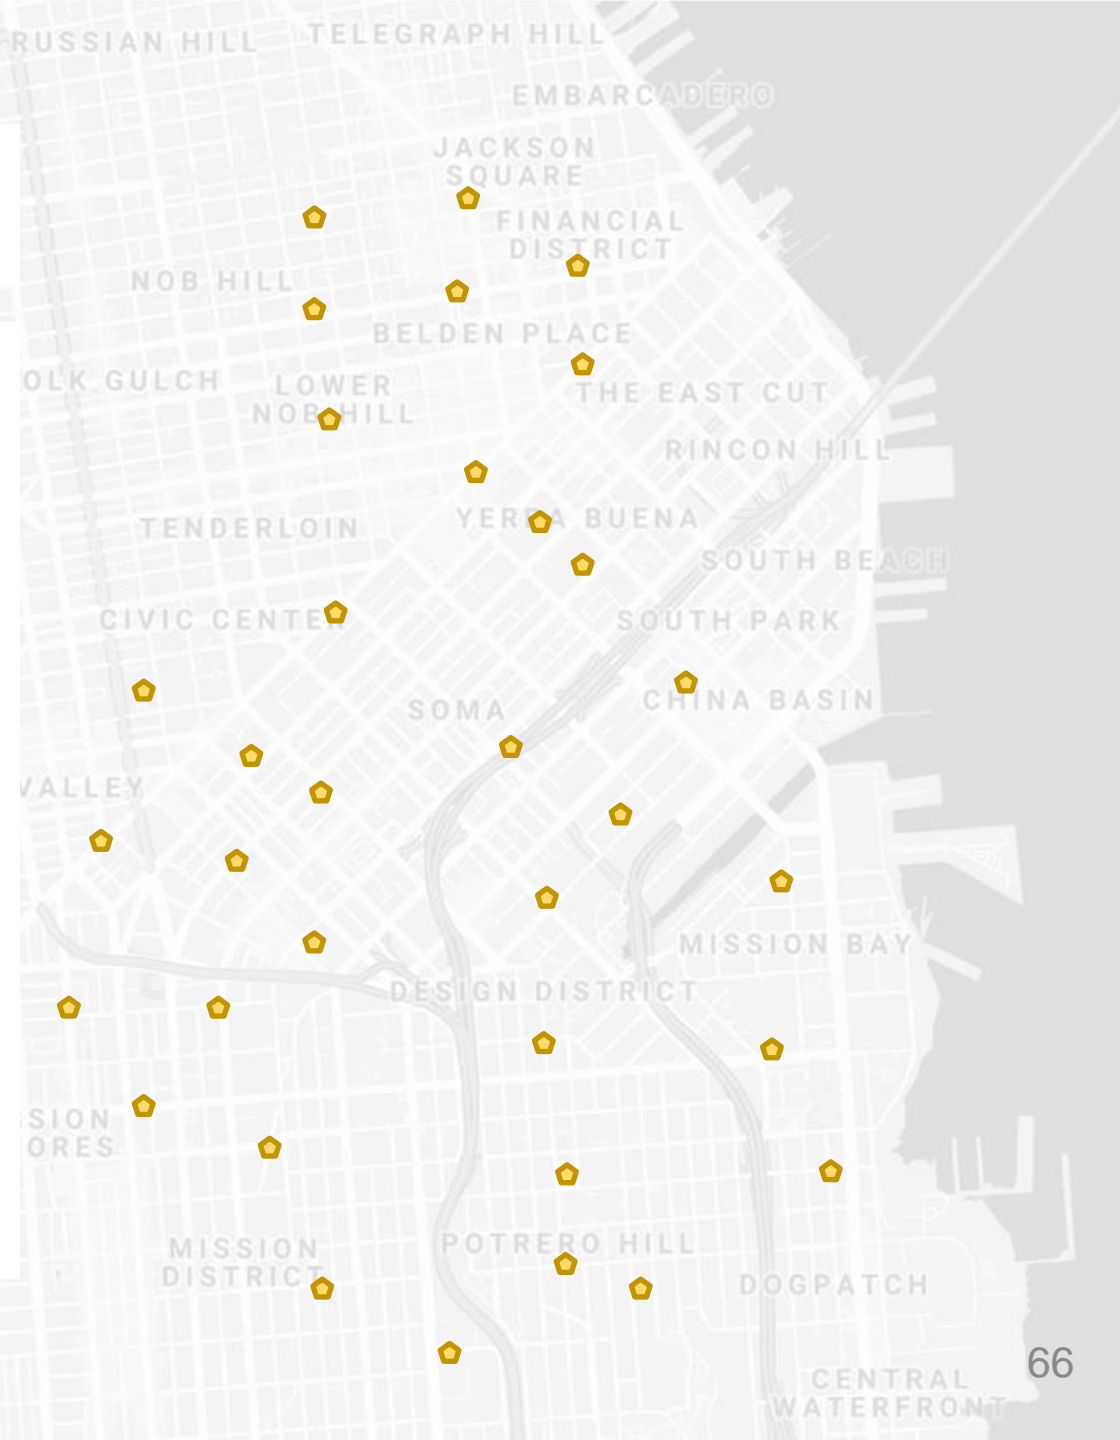 RUSSIAN HILL
TELEGRAPH HILL
EMBARCADERO
JACKSON
SQUARE
FINANCIAL
DISTRICT
NOB HILL
BELDEN PLACE
OLK GULCH
LOWER
NOB HILL
THE EAST CUT
RINCON HILL
TENDERLOIN
YERBA BUENA
SOUTH BEACH
CIVIC CENTER
SOUTH PARK
CHINA BASIN
SOMA
VALLEY
MISSION BAY
DESIGN DISTRICT
SION
ORES
MISSION
DISTRICT
POTRERO HILL
DOGPATCH
66
CENTRAL
WATERFRONT